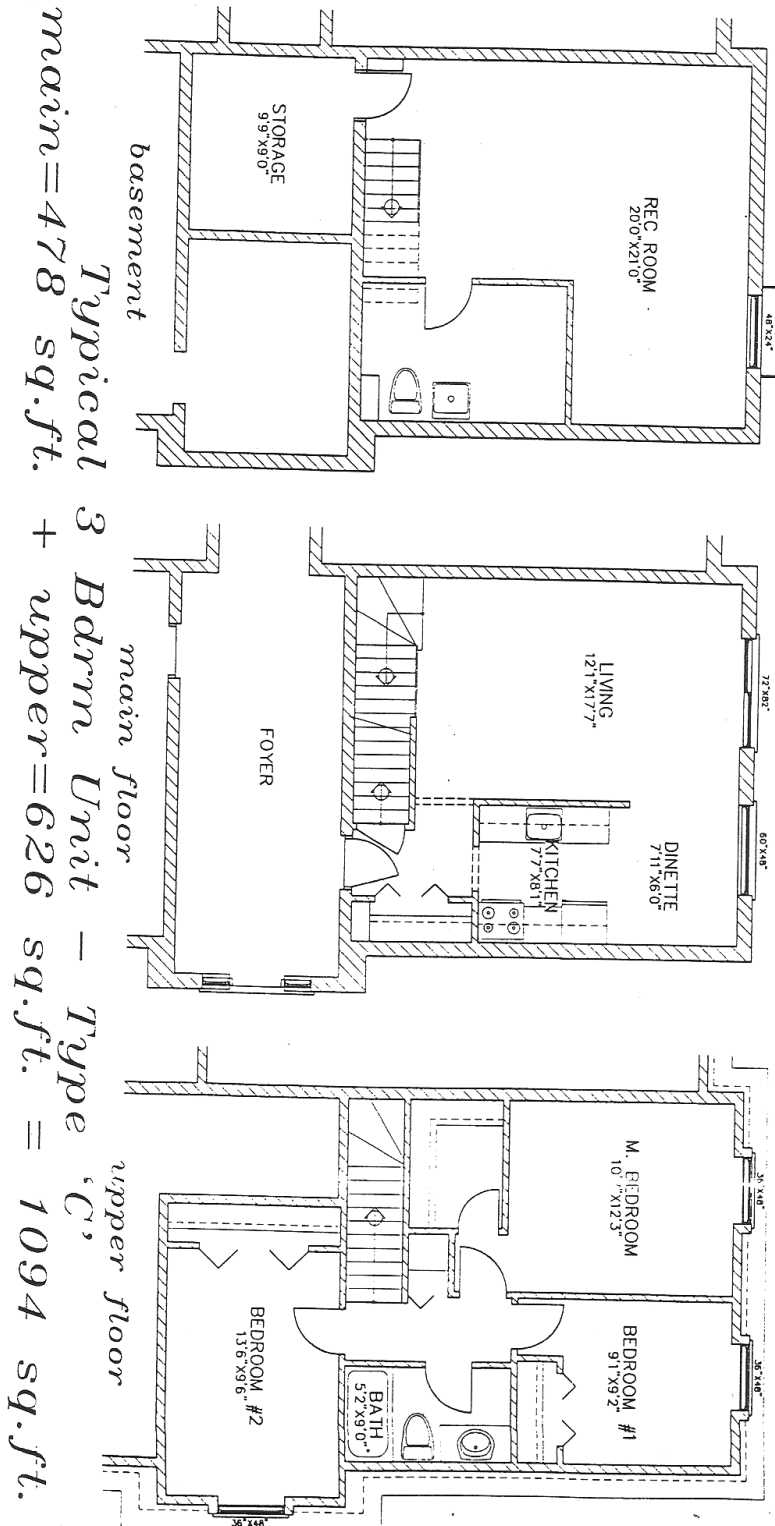 48"X24"
REC ROOM
20'0"X21'0"
STORAGE
9'9"X9'0"
basement
72"X82"
60"X48"
LIVING
12'1"X17'7"
DINETTE
7'11"X6'0"
KITCHEN
7'7"X8'1"
FOYER
main floor
36"X48"
36"X48"
M. BEDROOM
BEDROOM #1
9'1"X9'2"
BATH
5'2"X9'0"
BEDROOM #2
13'6"X9'6"
36"X48"
upper floor
Typical 3 Bdrm Unit - Type 'C'
main=478 sq.ft. + upper=626 sq.ft. = 1094 sq.ft.